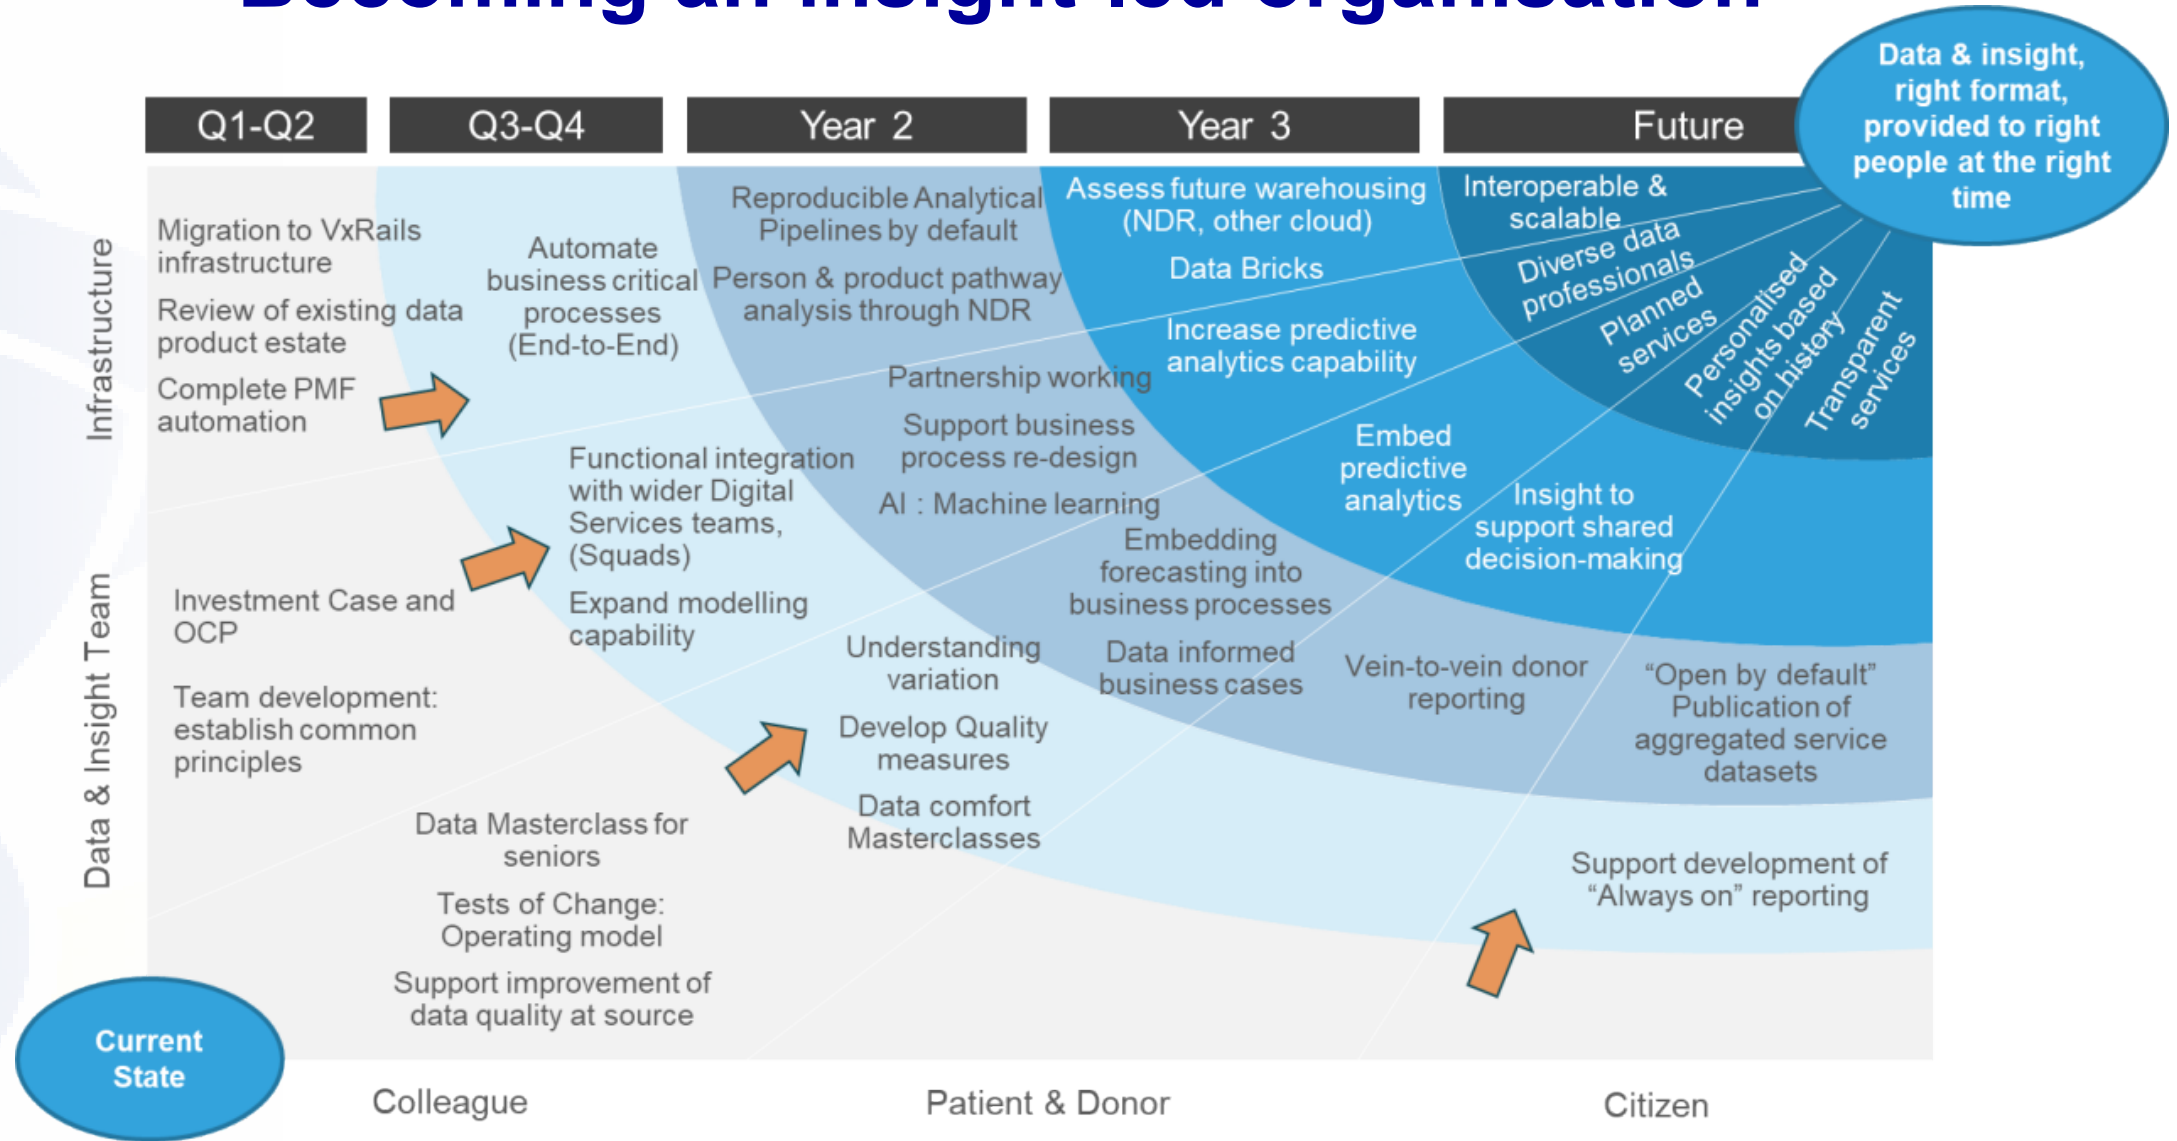 Becoming an insight-led organisation
Data & insight,
right format,
provided to right
people at the right
time
Q1-Q2
Q3-Q4
Year 2
Year 3
Future
Infrastructure
Migration to VxRails
infrastructure
Review of existing data
product estate
Complete PMF
automation
Automate
business critical
processes
(End-to-End)
Reproducible Analytical
Pipelines by default
Person & product pathway
analysis through NDR
Assess future warehousing
(NDR, other cloud)
Data Bricks
Interoperable &
scalable
Data & Insight Team
Investment Case and
OCP
Team development:
establish common
principles
Functional integration
with wider Digital
Services teams,
(Squads)
Expand modelling
capability
Partnership working
Support business
process re-design
AI : Machine learning
Increase predictive
analytics capability
Diverse data
professionals
Data Masterclass for
seniors
Tests of Change:
Operating model
Support improvement of
data quality at source
Understanding
variation
Develop Quality
measures
Data comfort
Masterclasses
Embedding
forecasting into
business processes
Data informed
business cases
Embed
predictive
analytics
Planned
services
Vein-to-vein donor
reporting
Insight to
support shared
decision-making
Personalised
insights based
on history
Support development of
“Always on” reporting
“Open by default”
Publication of
aggregated service
datasets
Transparent
services
Current
State
Colleague
Patient & Donor
Citizen